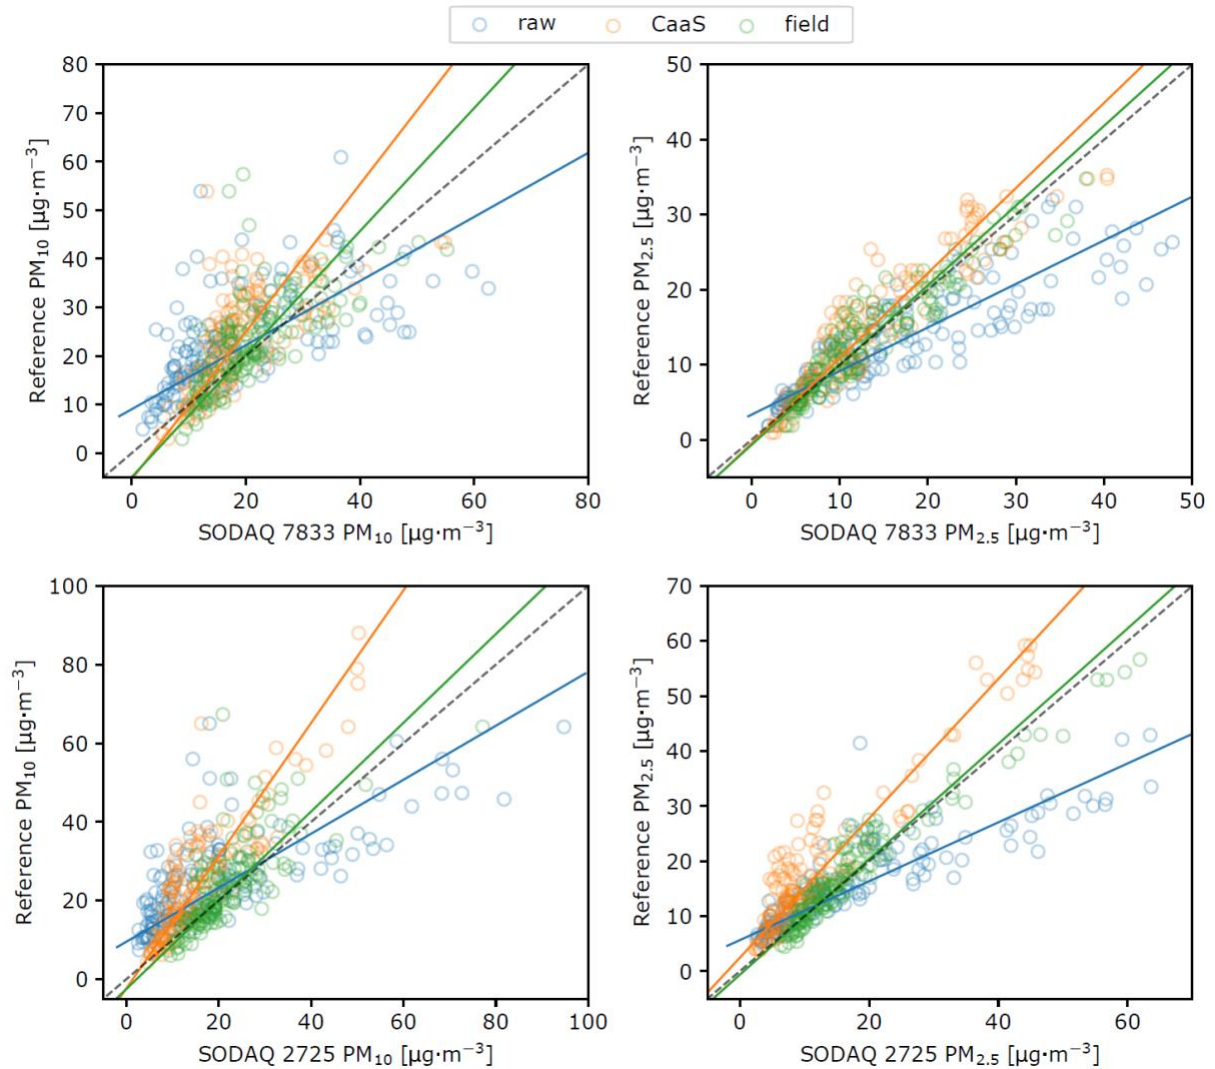 raw CaaS field
80
70
60
50
40
30
20
10
0
Reference PM₁₀ [µg·m⁻³]
0 20 40 60 80
SODAQ 7833 PM₁₀ [µg·m⁻³]
50
40
30
20
10
0
Reference PM₂.₅ [µg·m⁻³]
0 10 20 30 40 50
SODAQ 7833 PM₂.₅ [µg·m⁻³]
100
80
60
40
20
0
Reference PM₁₀ [µg·m⁻³]
0 20 40 60 80 100
SODAQ 2725 PM₁₀ [µg·m⁻³]
70
60
50
40
30
20
10
0
Reference PM₂.₅ [µg·m⁻³]
0 20 40 60
SODAQ 2725 PM₂.₅ [µg·m⁻³]